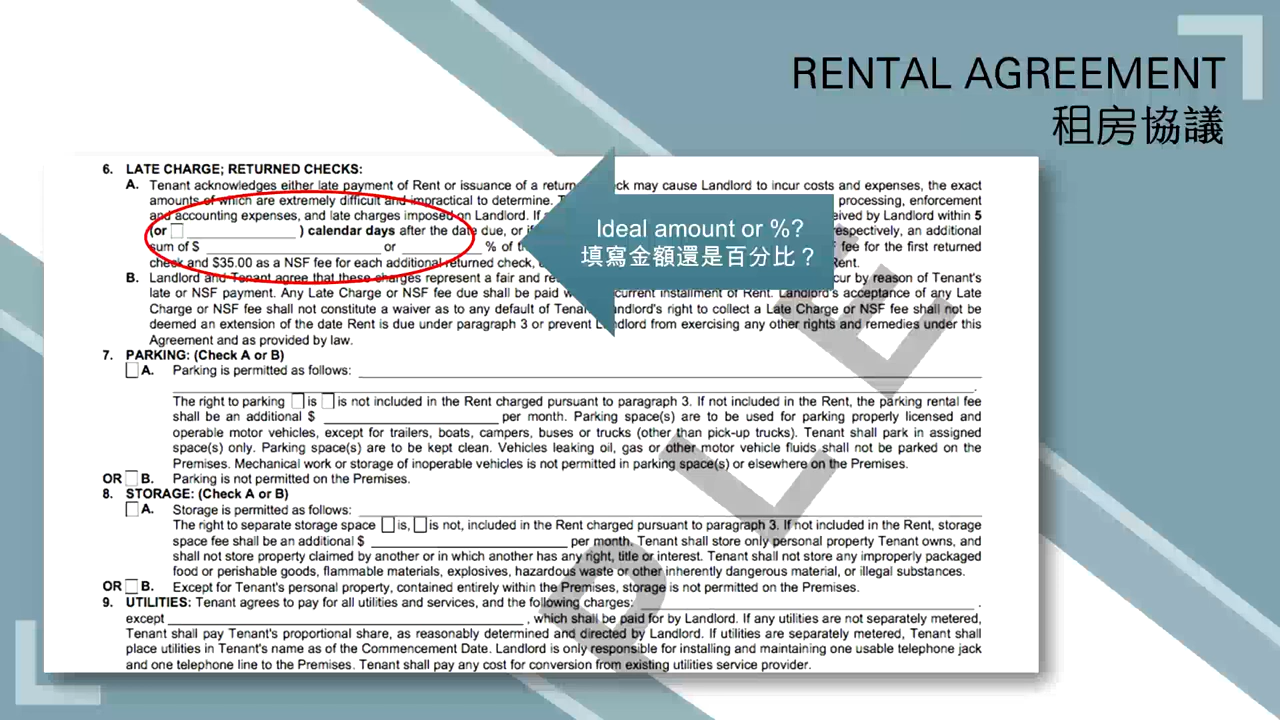 RENTAL AGREEMENT
租房協議
6. LATE CHARGE; RETURNED CHECKS:
A. Tenant acknowledges either late payment of Rent or issuance of a return ck may cause Landlord to incur costs and expenses, the exact
amounts of which are extremely difficult and impractical to determine. processing, enforcement
and accounting expenses, and late charges imposed on Landlord. If eived by Landlord within 5
(or ☐ ____________ ) calendar days after the date due, or if respectively, an additional
sum of $ ____________ or ____________ % of t fee for the first returned
check and $35.00 as a NSF fee for each additional returned check, Rent.
Ideal amount or %?
填寫金額還是百分比？
B. Landlord and Tenant agree that these charges represent a fair and re cur by reason of Tenant's
late or NSF payment. Any Late Charge or NSF fee due shall be paid w current installment of Rent. Landlord's acceptance of any Late
Charge or NSF fee shall not constitute a waiver as to any default of Tenan Landlord's right to collect a Late Charge or NSF fee shall not be
deemed an extension of the date Rent is due under paragraph 3 or prevent L ndlord from exercising any other rights and remedies under this
Agreement and as provided by law.
7. PARKING: (Check A or B)
☐ A. Parking is permitted as follows: ____________
____________ .
The right to parking ☐ is ☐ is not included in the Rent charged pursuant to paragraph 3. If not included in the Rent, the parking rental fee
shall be an additional $ ____________ per month. Parking space(s) are to be used for parking properly licensed and
operable motor vehicles, except for trailers, boats, campers, buses or trucks (other than pick-up trucks). Tenant shall park in assigned
space(s) only. Parking space(s) are to be kept clean. Vehicles leaking oil, gas or other motor vehicle fluids shall not be parked on the
Premises. Mechanical work or storage of inoperable vehicles is not permitted in parking space(s) or elsewhere on the Premises.
OR ☐ B. Parking is not permitted on the Premises.
8. STORAGE: (Check A or B)
☐ A. Storage is permitted as follows: ____________
The right to separate storage space ☐ is, ☐ is not, included in the Rent charged pursuant to paragraph 3. If not included in the Rent, storage
space fee shall be an additional $ ____________ per month. Tenant shall store only personal property Tenant owns, and
shall not store property claimed by another or in which another has any right, title or interest. Tenant shall not store any improperly packaged
food or perishable goods, flammable materials, explosives, hazardous waste or other inherently dangerous material, or illegal substances.
OR ☐ B. Except for Tenant's personal property, contained entirely within the Premises, storage is not permitted on the Premises.
9. UTILITIES: Tenant agrees to pay for all utilities and services, and the following charges: ____________ .
except ____________ , which shall be paid for by Landlord. If any utilities are not separately metered,
Tenant shall pay Tenant's proportional share, as reasonably determined and directed by Landlord. If utilities are separately metered, Tenant shall
place utilities in Tenant's name as of the Commencement Date. Landlord is only responsible for installing and maintaining one usable telephone jack
and one telephone line to the Premises. Tenant shall pay any cost for conversion from existing utilities service provider.